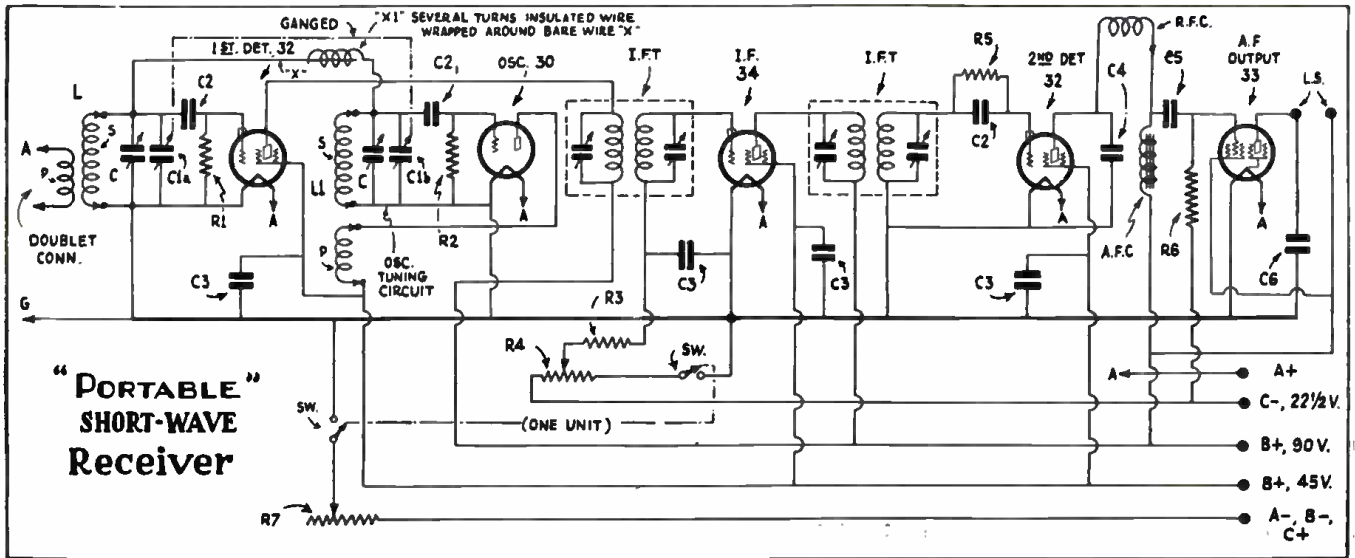 "X1" SEVERAL TURNS INSULATED WIRE
WRAPPED AROUND BARE WIRE "X"
GANGED
1ST. DET. 32
"X"
C2
L
S
A
P
C
C1a
R1
DOUBLET
CONN.
C3
G
C2
OSC. 30
S
L1
C
C1b
R2
P
OSC.
TUNING
CIRCUIT
A
A
I.F.T
I.F.
34
A
C3
C3
R3
R4
SW.
I.F.T
R5
C2
2ND DET
32
A
C3
C4
R.F.C.
C5
A.F.C
R6
A.F
OUTPUT
33
A
L.S.
C6
"PORTABLE"
SHORT-WAVE
Receiver
SW.
(ONE UNIT)
R7
A
A+
C-, 22½V.
B+, 90V.
B+, 45V.
A-, B-,
C+